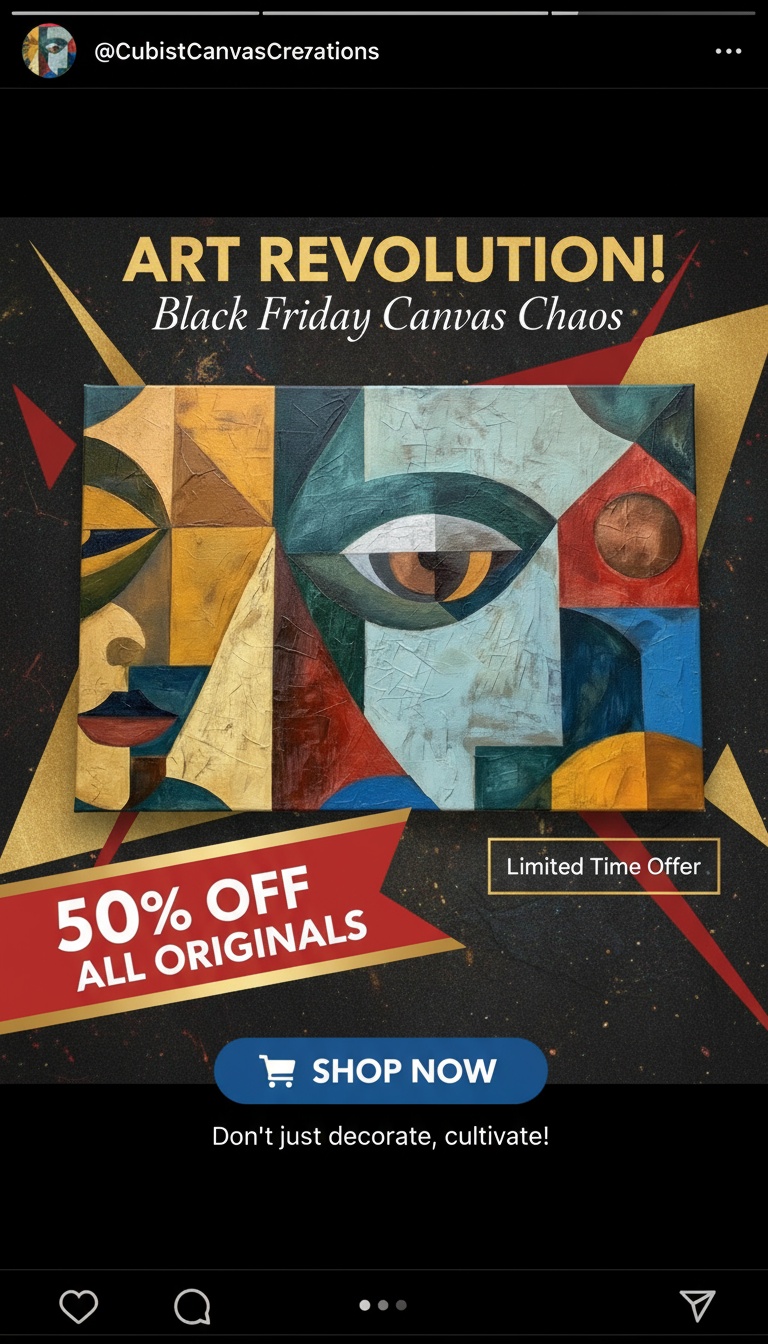 @CubistCanvasCre7ations
ART REVOLUTION!
Black Friday Canvas Chaos
50% OFF
ALL ORIGINALS
Limited Time Offer
SHOP NOW
Don't just decorate, cultivate!